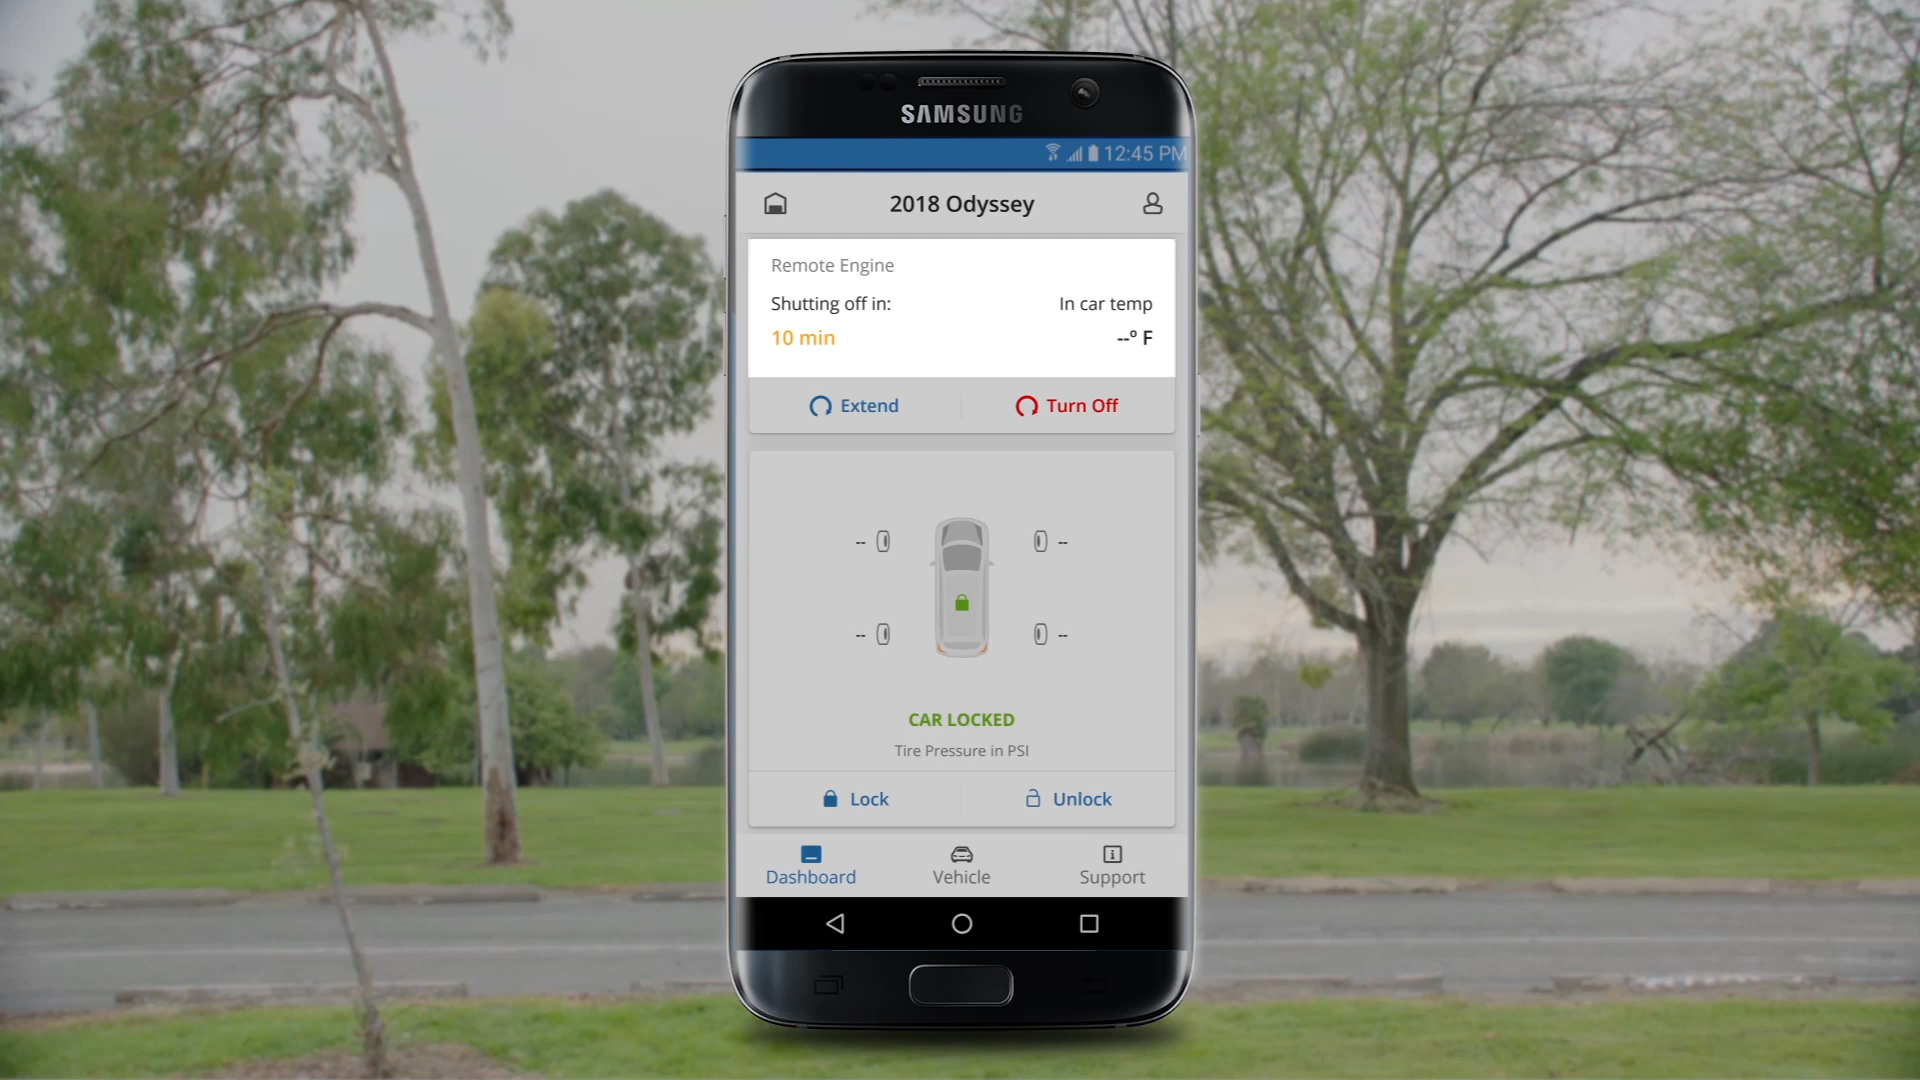 SAMSUNG
12:45 PM
2018 Odyssey
Remote Engine
Shutting off in: In car temp
10 min --° F
Extend Turn Off
-- --
-- --
CAR LOCKED
Tire Pressure in PSI
Lock Unlock
Dashboard Vehicle Support